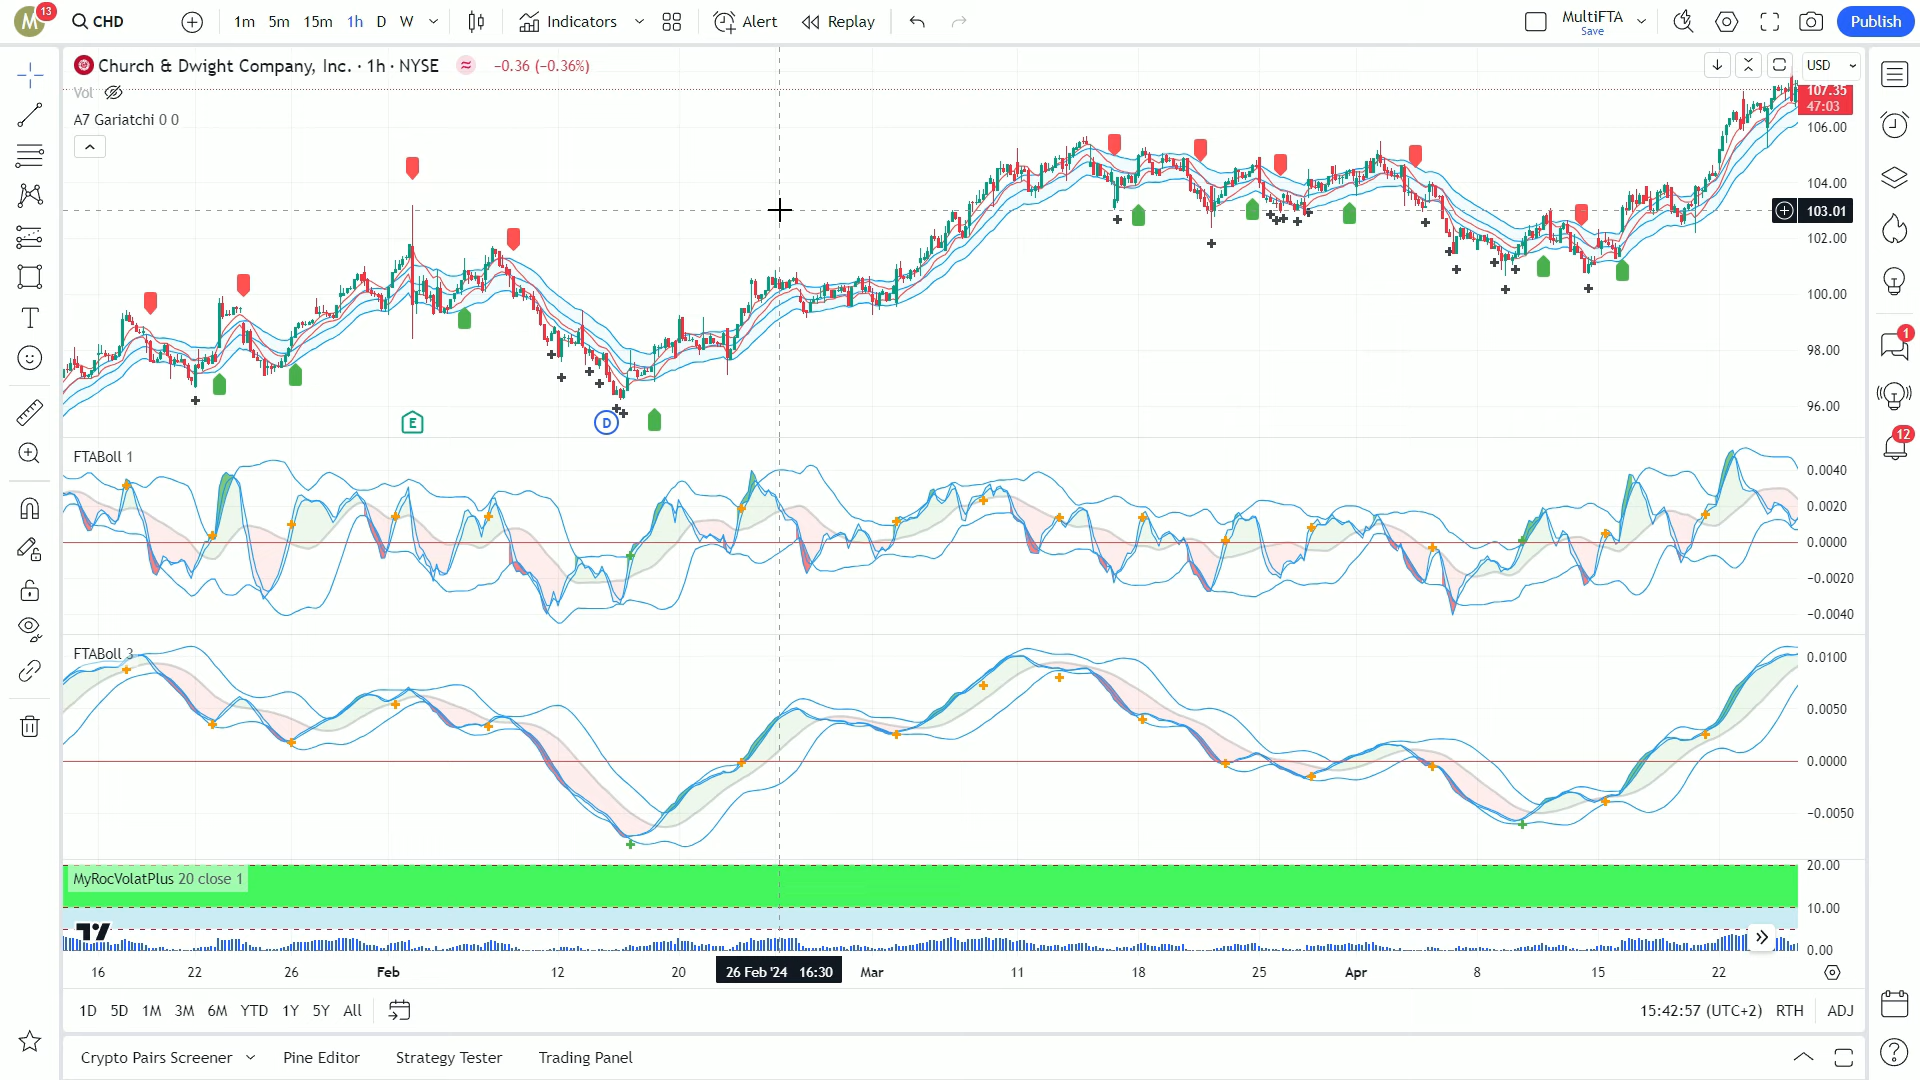 M 13 CHD 1m 5m 15m 1h D W Indicators Alert Replay MultiFTA Save Publish
Church & Dwight Company, Inc. · 1h · NYSE ≈ −0.36 (−0.36%) USD
Vol
107.35
47:03
A7 Gariatchi 0 0
106.00
104.00
103.01
102.00
100.00
98.00
96.00
E
D
1
12
FTABoll 1
0.0040
0.0020
0.0000
−0.0020
−0.0040
FTABoll 3
0.0100
0.0050
0.0000
−0.0050
MyRocVolatPlus 20 close 1
20.00
10.00
0.00
16 22 26 Feb 12 20 26 Feb '24 16:30 Mar 11 18 25 Apr 8 15 22
1D 5D 1M 3M 6M YTD 1Y 5Y All 15:42:57 (UTC+2) RTH ADJ
Crypto Pairs Screener Pine Editor Strategy Tester Trading Panel